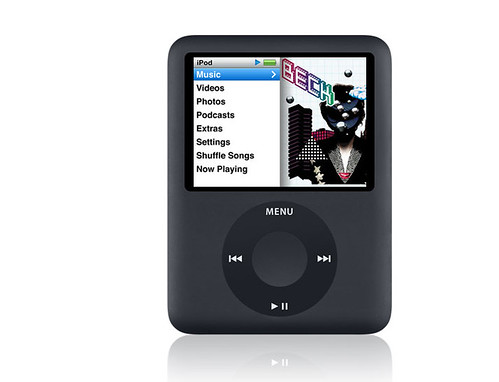 iPod
Music
Videos
Photos
Podcasts
Extras
Settings
Shuffle Songs
Now Playing
BECK
MENU